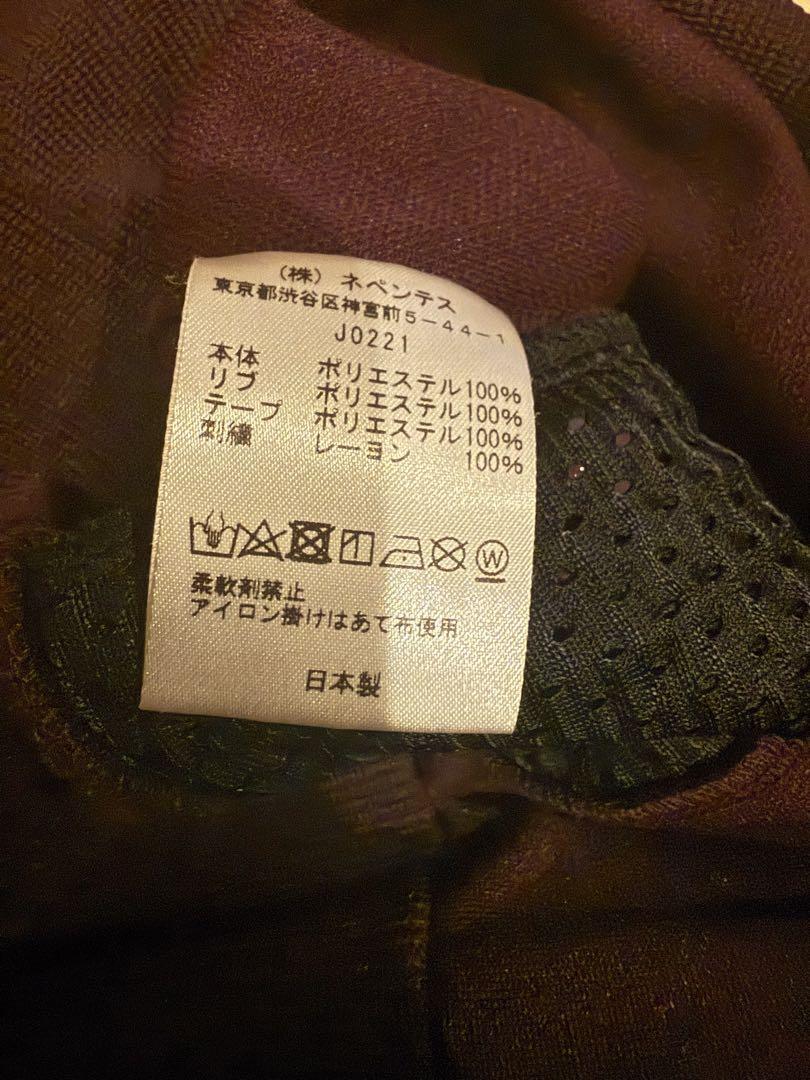 (株) ネペンテス
東京都渋谷区神宮前5-44-1
J0221
本体 ポリエステル100%
リブ ポリエステル100%
テープ ポリエステル100%
刺繍 レーヨン 100%
W
柔軟剤禁止
アイロン掛けはあて布使用
日本製